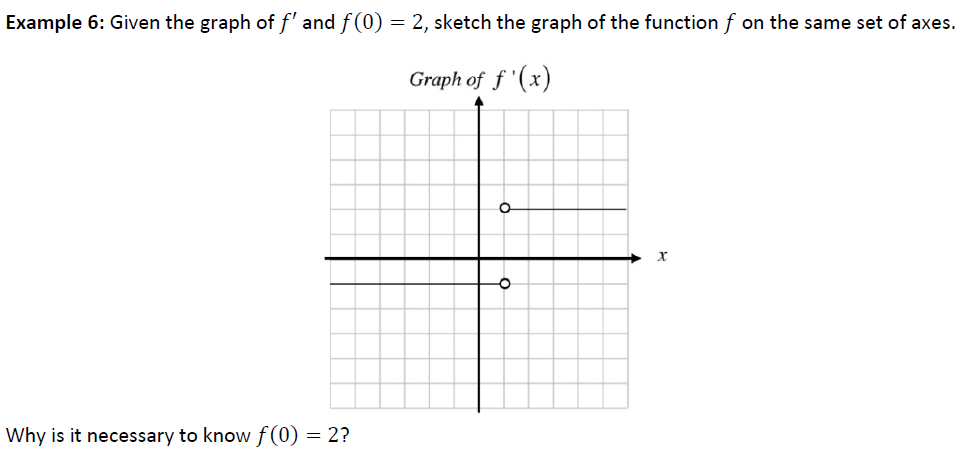 Example 6: Given the graph of f′ and f(0) = 2, sketch the graph of the function f on the same set of axes.
Graph of f '(x)
x
Why is it necessary to know f(0) = 2?